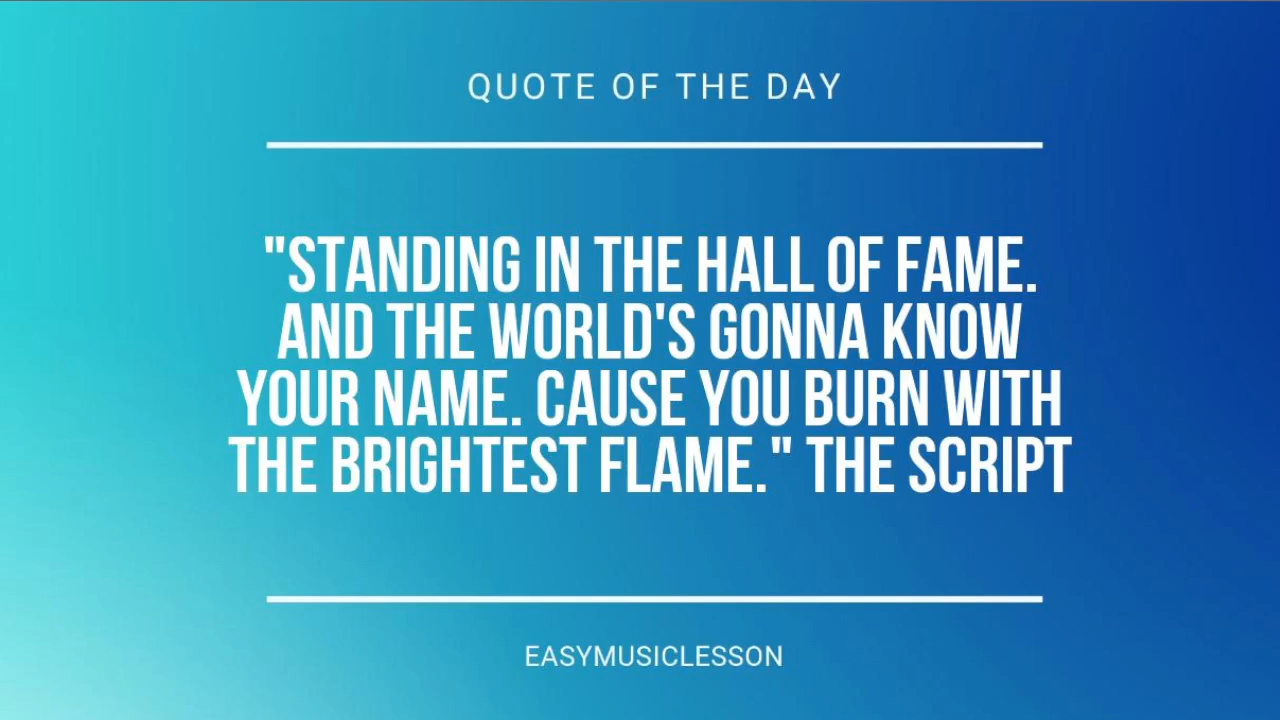 QUOTE OF THE DAY
"STANDING IN THE HALL OF FAME.
AND THE WORLD'S GONNA KNOW
YOUR NAME. CAUSE YOU BURN WITH
THE BRIGHTEST FLAME." THE SCRIPT
EASYMUSICLESSON